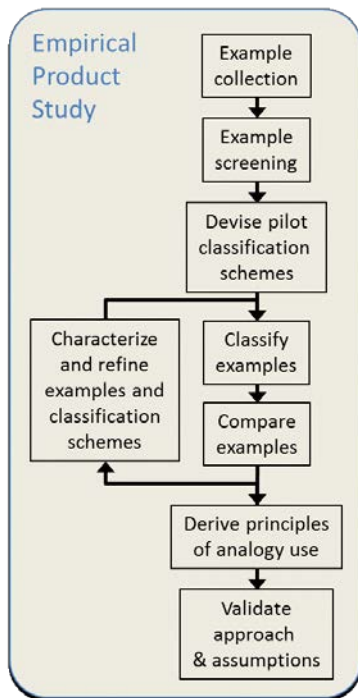 Empirical
Product
Study
Example
collection
Example
screening
Devise pilot
classification
schemes
Characterize
and refine
examples and
classification
schemes
Classify
examples
Compare
examples
Derive principles
of analogy use
Validate
approach
& assumptions